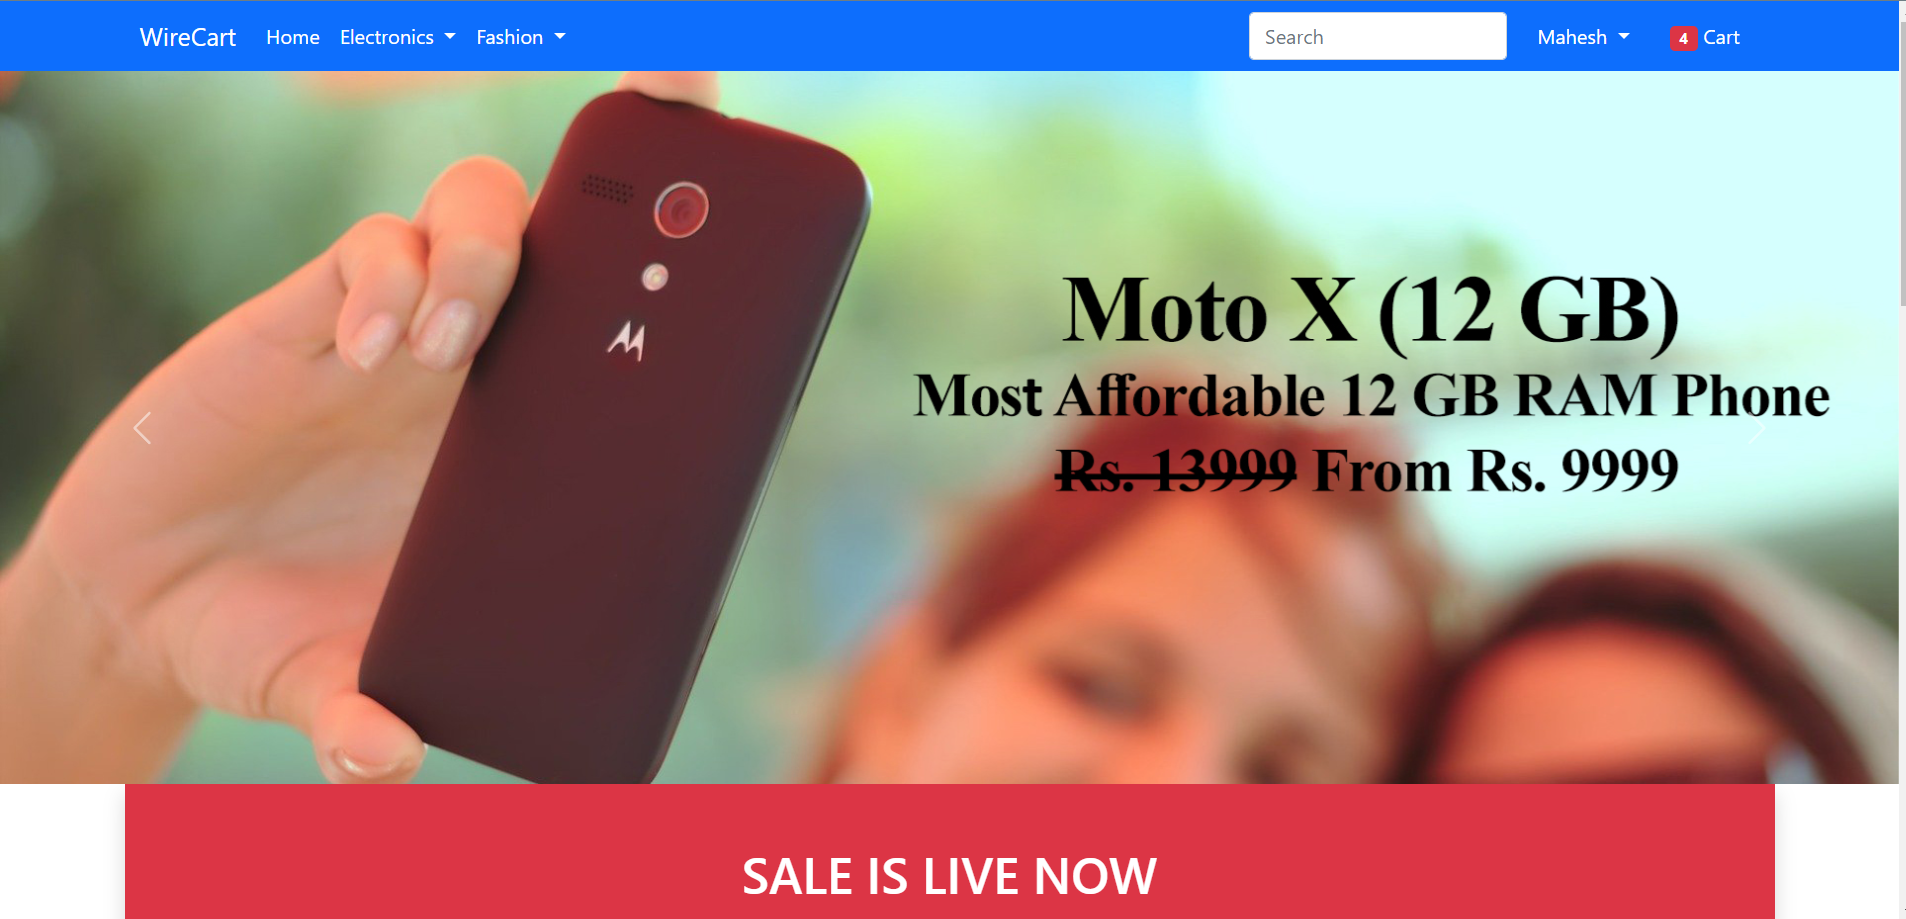 WireCart Home Electronics Fashion Search Mahesh 4 Cart
Moto X (12 GB)
Most Affordable 12 GB RAM Phone
Rs. 13999 From Rs. 9999
SALE IS LIVE NOW